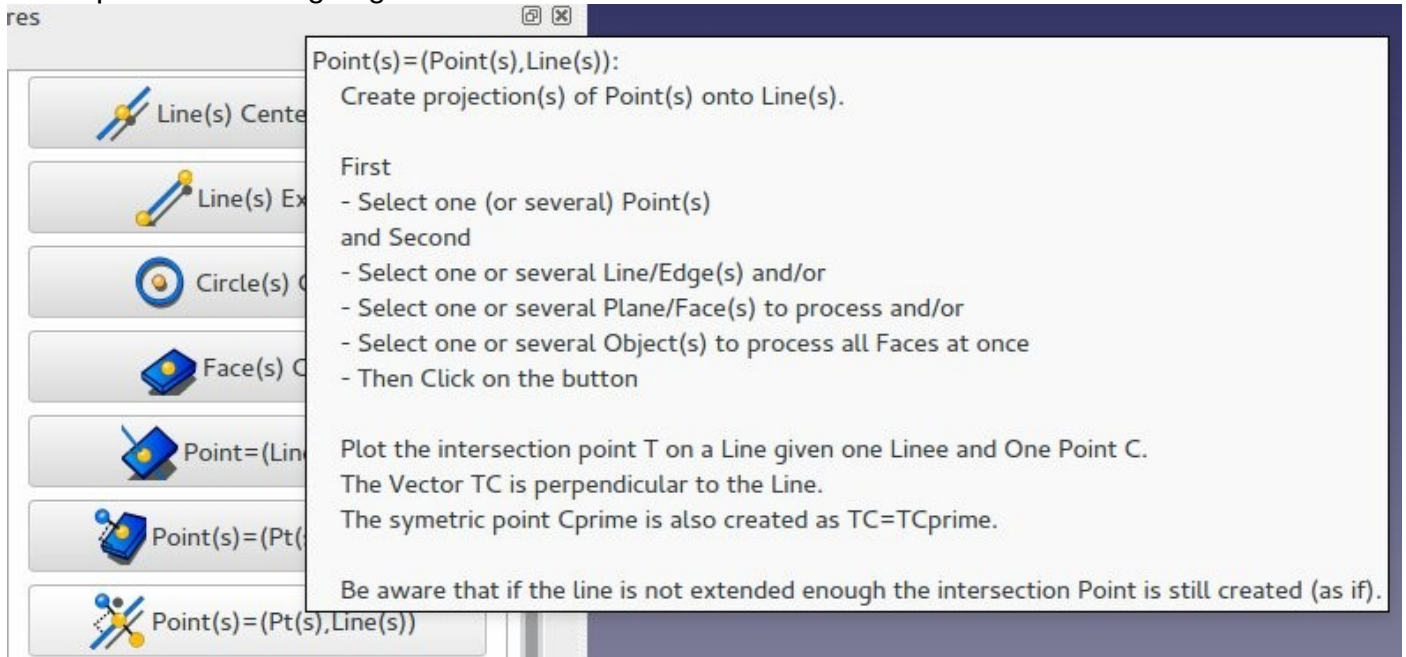 res
Point(s)=(Point(s),Line(s)):
Create projection(s) of Point(s) onto Line(s).
First
- Select one (or several) Point(s)
and Second
- Select one or several Line/Edge(s) and/or
- Select one or several Plane/Face(s) to process and/or
- Select one or several Object(s) to process all Faces at once
- Then Click on the button
Plot the intersection point T on a Line given one Linee and One Point C.
The Vector TC is perpendicular to the Line.
The symetric point Cprime is also created as TC=TCprime.
Be aware that if the line is not extended enough the intersection Point is still created (as if).
Line(s) Cente
Line(s) Ex
Circle(s)
Face(s) C
Point=(Lin
Point(s)=(Pt(
Point(s)=(Pt(s),Line(s))